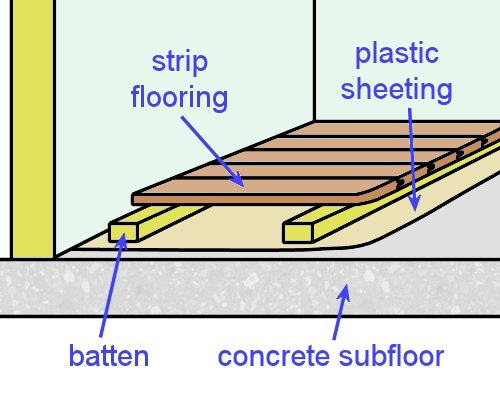 strip
flooring
plastic
sheeting
batten
concrete subfloor